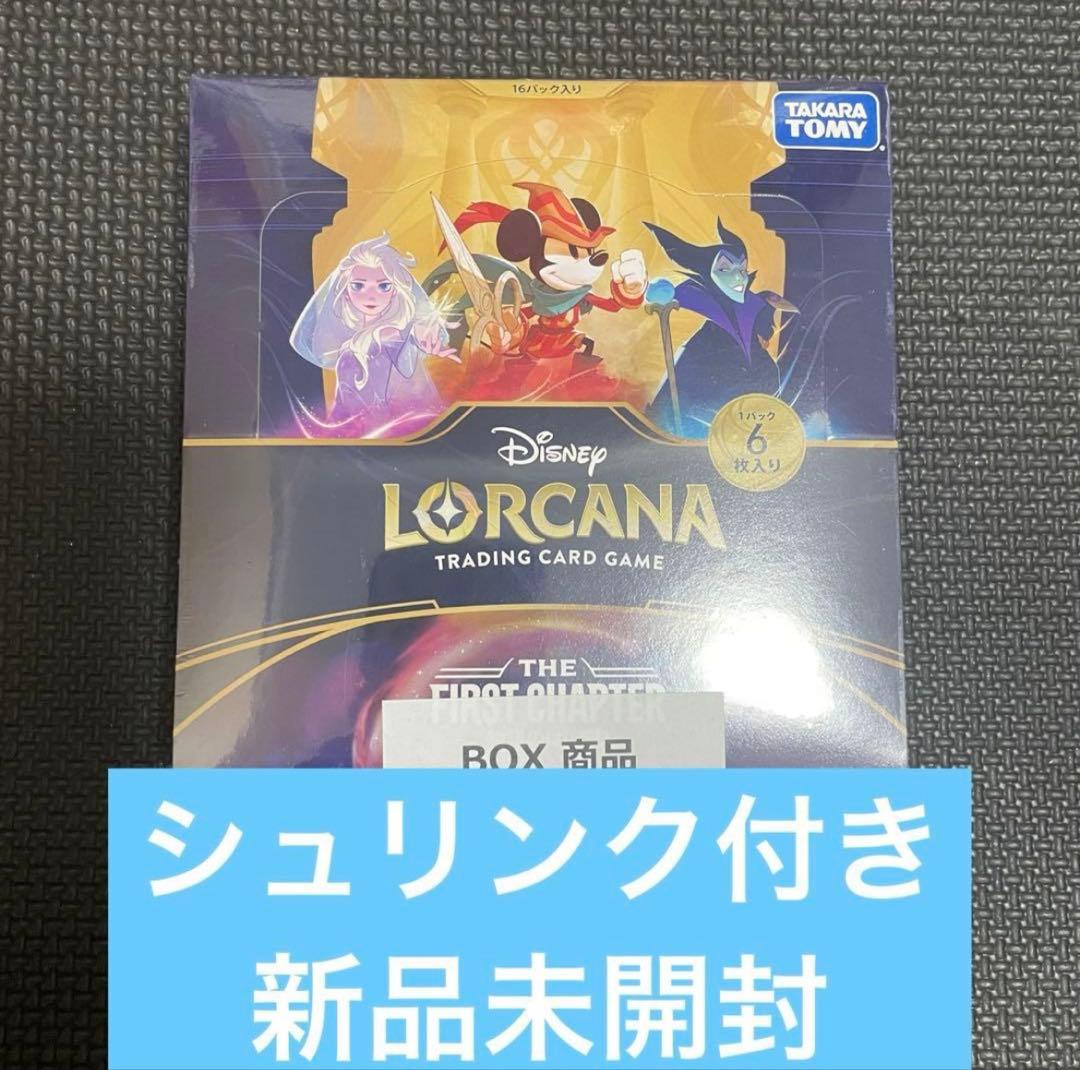 16パック入り
TAKARA
TOMY
1パック
6
枚入り
Disney
LORCANA
TRADING CARD GAME
THE
FIRST CHAPTER
BOX 商品
シュリンク付き
新品未開封